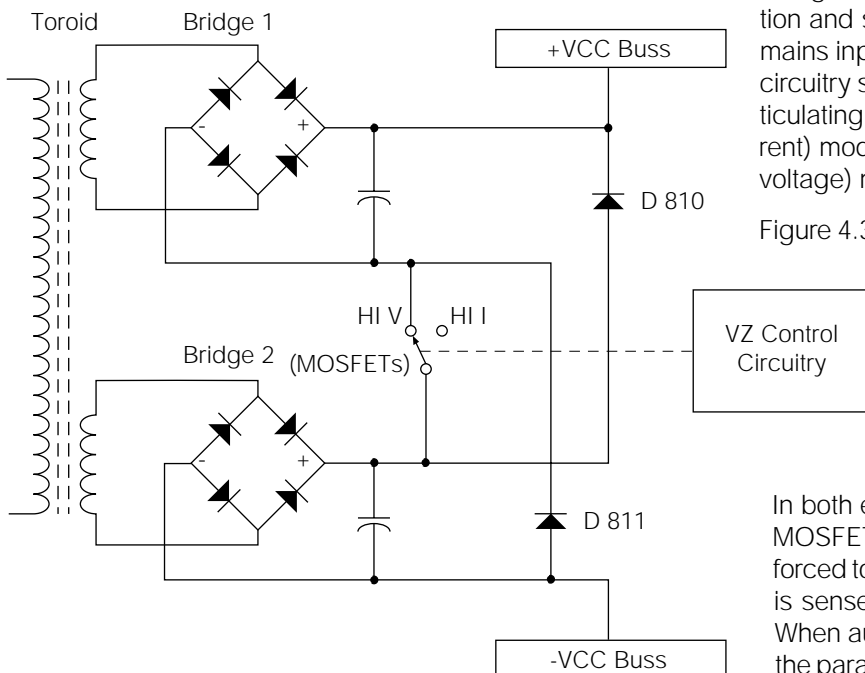 Toroid
Bridge 1
+VCC Buss
-
+
D 810
HI V
HI I
(MOSFETs)
VZ Control
Circuitry
Bridge 2
-
+
D 811
-VCC Buss
tion and s
mains inp
circuitry s
ticulating
rent) mod
voltage) r
Figure 4.3
In both e
MOSFET
forced to
is sense
When au
the para